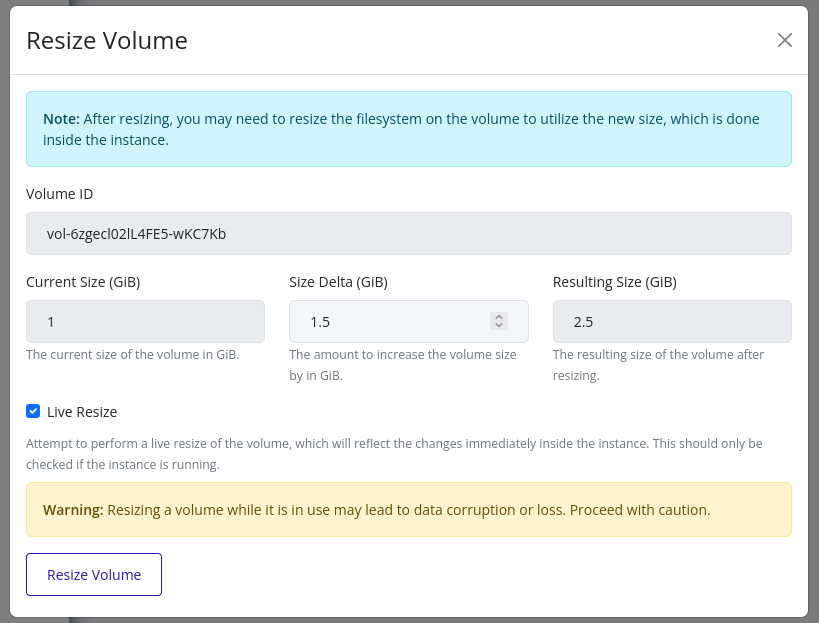 Resize Volume
Note: After resizing, you may need to resize the filesystem on the volume to utilize the new size, which is done
inside the instance.
Volume ID
vol-6zgecl02lL4FE5-wKC7Kb
Current Size (GiB)
1
The current size of the volume in GiB.
Size Delta (GiB)
1.5
The amount to increase the volume size
by in GiB.
Resulting Size (GiB)
2.5
The resulting size of the volume after
resizing.
Live Resize
Attempt to perform a live resize of the volume, which will reflect the changes immediately inside the instance. This should only be
checked if the instance is running.
Warning: Resizing a volume while it is in use may lead to data corruption or loss. Proceed with caution.
Resize Volume